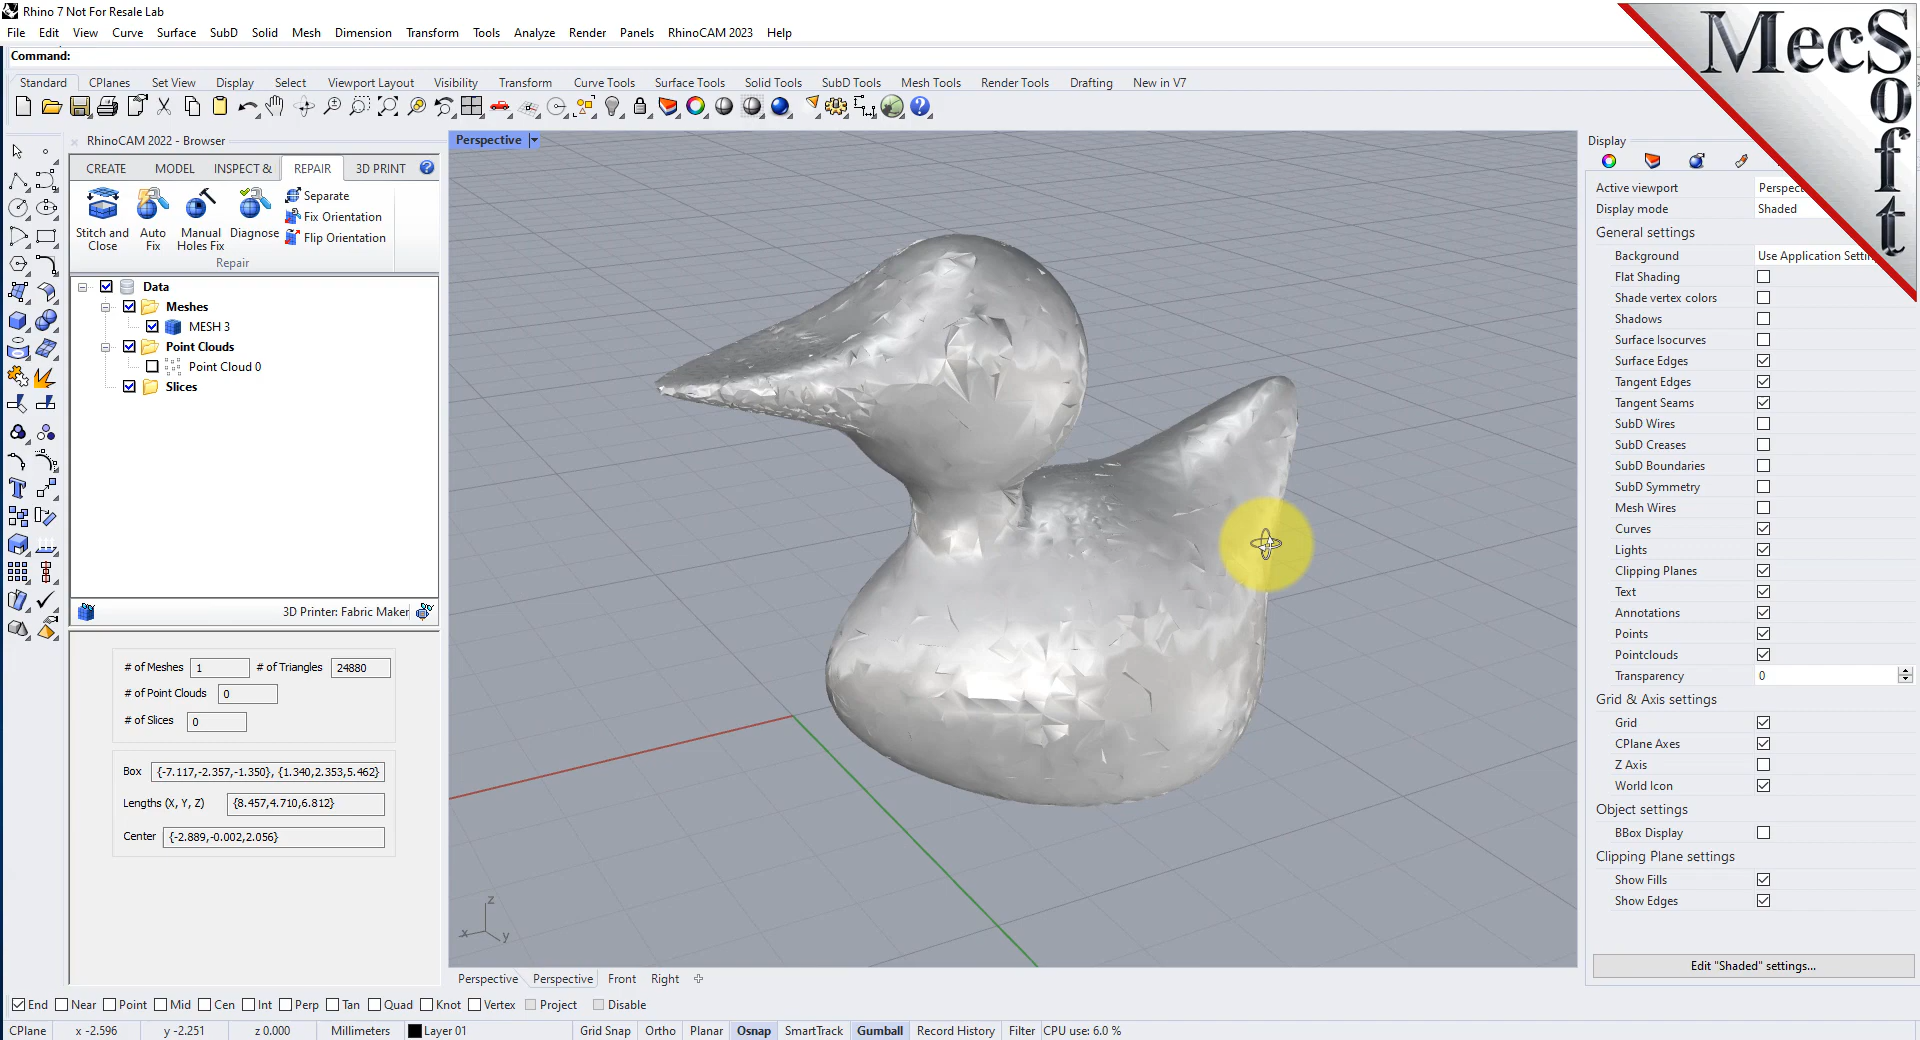 Rhino 7 Not For Resale Lab
File Edit View Curve Surface SubD Solid Mesh Dimension Transform Tools Analyze Render Panels RhinoCAM 2023 Help
Command:
Standard CPlanes Set View Display Select Viewport Layout Visibility Transform Curve Tools Surface Tools Solid Tools SubD Tools Mesh Tools Render Tools Drafting New in V7
MecSoft
RhinoCAM 2022 - Browser
CREATE MODEL INSPECT & REPAIR 3D PRINT
Stitch and Close
Auto Fix
Manual Holes Fix
Diagnose
Separate
Fix Orientation
Flip Orientation
Repair
Data
Meshes
MESH 3
Point Clouds
Point Cloud 0
Slices
3D Printer: Fabric Maker
# of Meshes 1 # of Triangles 24880
# of Point Clouds 0
# of Slices 0
Box {-7.117,-2.357,-1.350}, {1.340,2.353,5.462}
Lengths (X, Y, Z) {8.457,4.710,6.812}
Center {-2.889,-0.002,2.056}
Perspective
z
x
y
Perspective Perspective Front Right
Display
Active viewport Perspec
Display mode Shaded
General settings
Background Use Application Settin
Flat Shading
Shade vertex colors
Shadows
Surface Isocurves
Surface Edges
Tangent Edges
Tangent Seams
SubD Wires
SubD Creases
SubD Boundaries
SubD Symmetry
Mesh Wires
Curves
Lights
Clipping Planes
Text
Annotations
Points
Pointclouds
Transparency 0
Grid & Axis settings
Grid
CPlane Axes
Z Axis
World Icon
Object settings
BBox Display
Clipping Plane settings
Show Fills
Show Edges
Edit "Shaded" settings...
End Near Point Mid Cen Int Perp Tan Quad Knot Vertex Project Disable
CPlane x -2.596 y -2.251 z 0.000 Millimeters Layer 01 Grid Snap Ortho Planar Osnap SmartTrack Gumball Record History Filter CPU use: 6.0 %